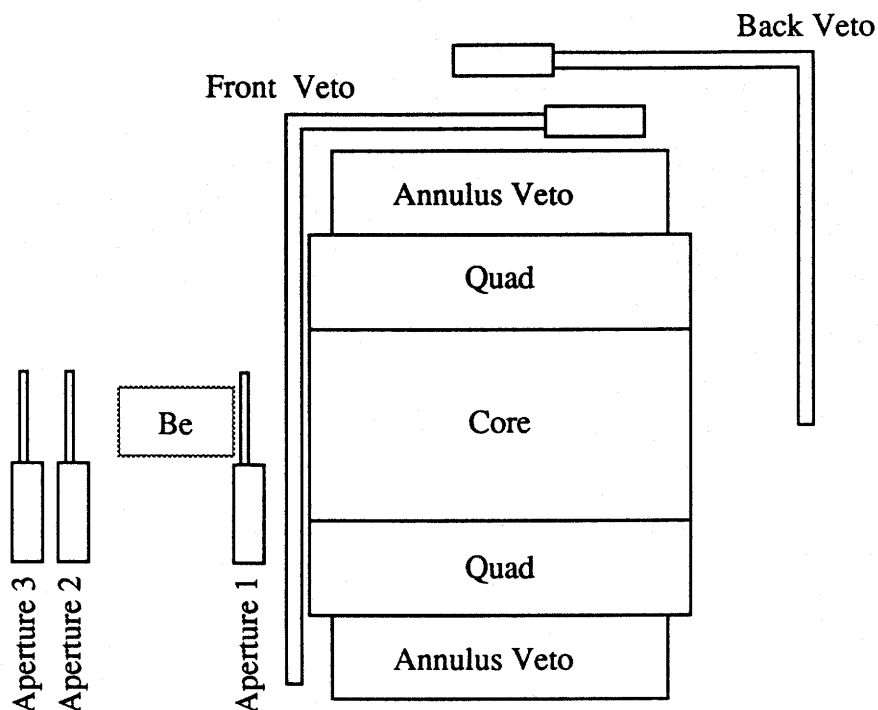 Back Veto
Front Veto
Annulus Veto
Quad
Be
Core
Quad
Aperture 3
Aperture 2
Aperture 1
Annulus Veto